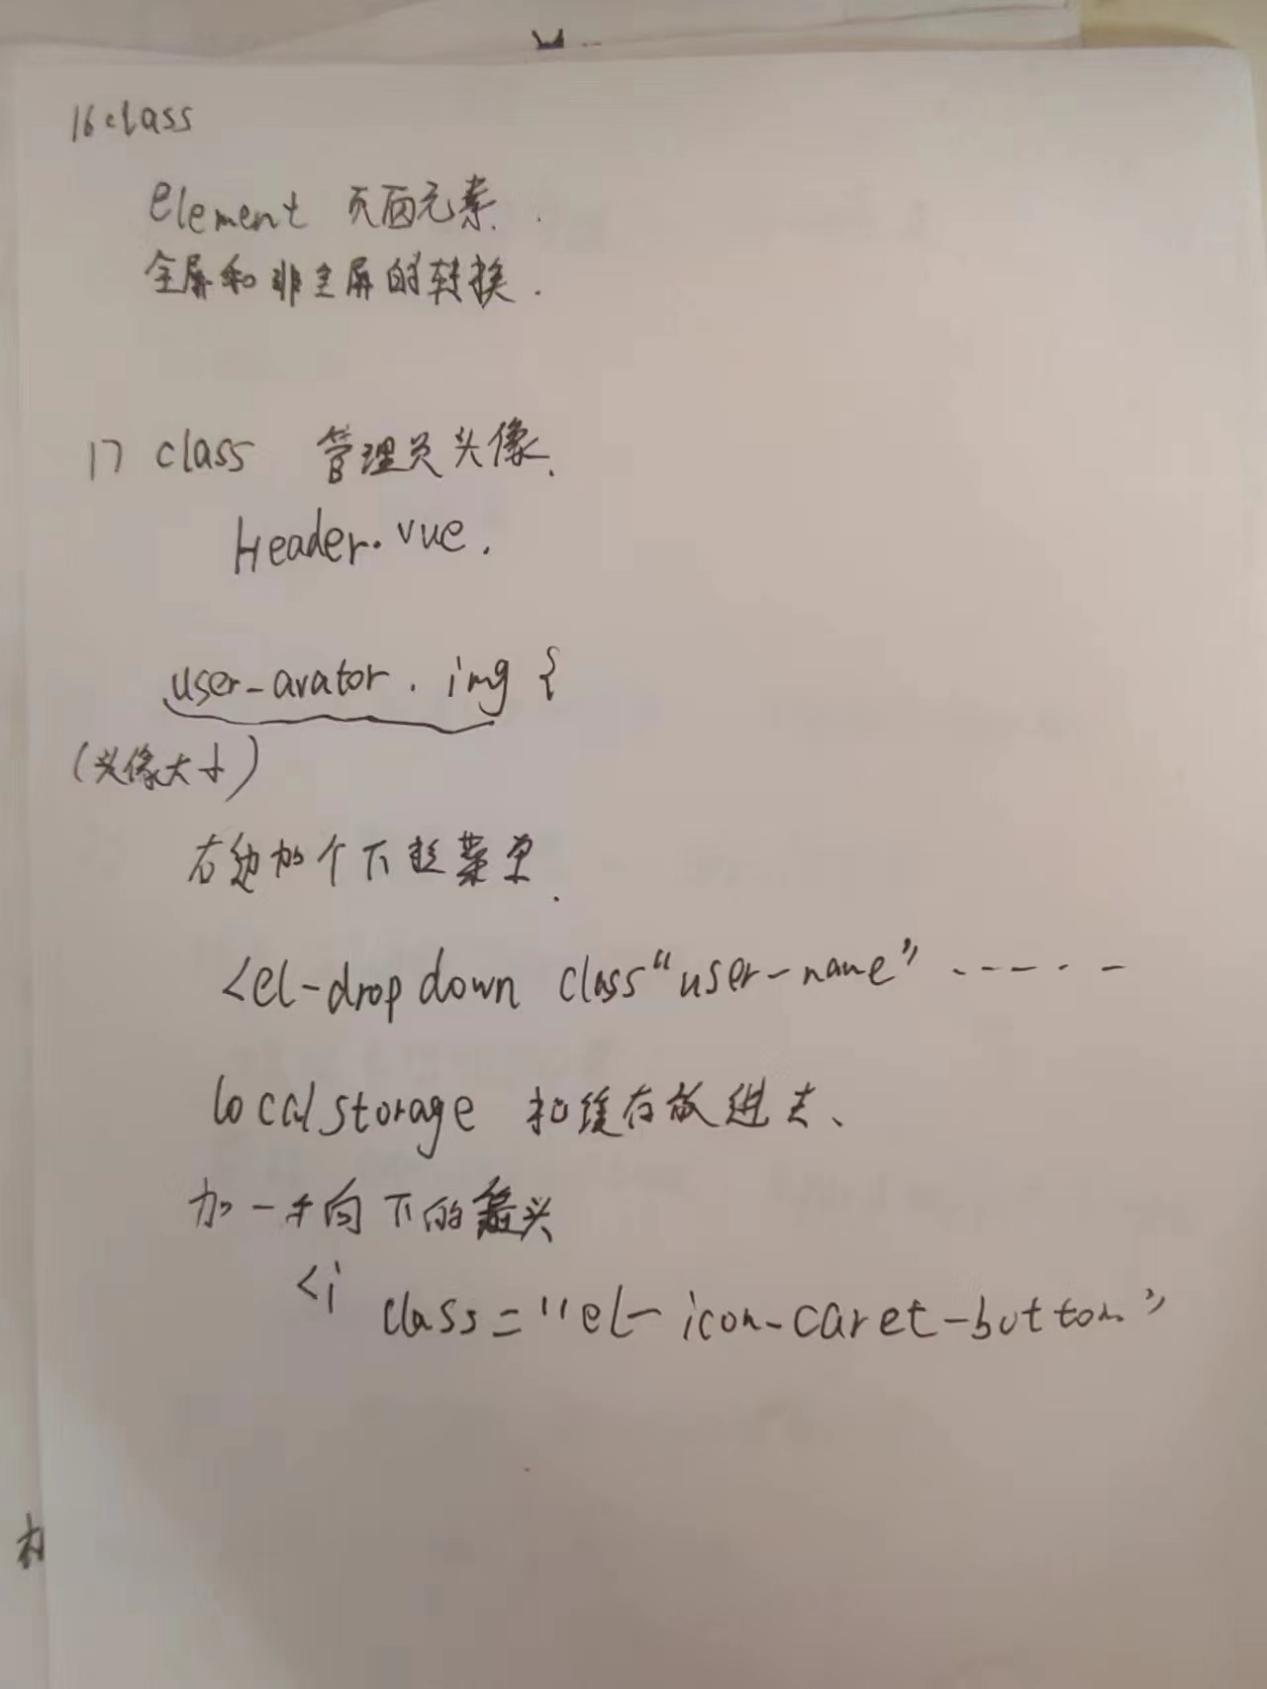 16 class
element 页面元素.
全屏和非全屏的转换.
17 class 管理员头像.
Header.vue.
user-avator. img {
(头像大小)
右边加个下拉菜单.
<el-dropdown class“user-name” ------
localstorage 和缓存放进去、
加一个向下的箭头
<i class="el-icon-caret-button”